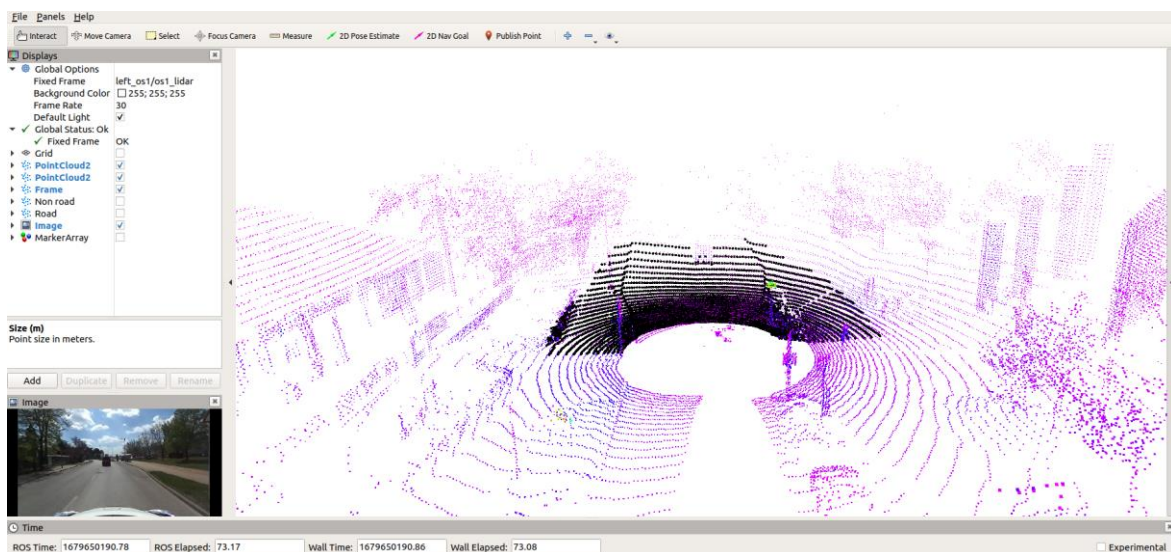 File Panels Help
Interact Move Camera Select Focus Camera Measure 2D Pose Estimate 2D Nav Goal Publish Point
Displays
Global Options
Fixed Frame left_os1/os1_lidar
Background Color 255; 255; 255
Frame Rate 30
Default Light
Global Status: Ok
Fixed Frame OK
Grid
PointCloud2
PointCloud2
Frame
Non road
Road
Image
MarkerArray
Size (m)
Point size in meters.
Add Duplicate Remove Rename
Image
Time
ROS Time: 1679650190.78 ROS Elapsed: 73.17 Wall Time: 1679650190.86 Wall Elapsed: 73.08 Experimental